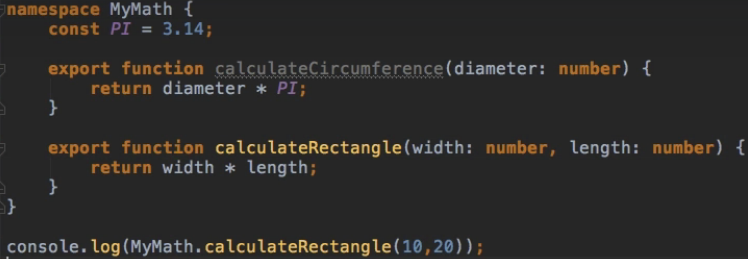 namespace MyMath {
    const PI = 3.14;

    export function calculateCircumference(diameter: number) {
        return diameter * PI;
    }

    export function calculateRectangle(width: number, length: number) {
        return width * length;
    }
}

console.log(MyMath.calculateRectangle(10,20));